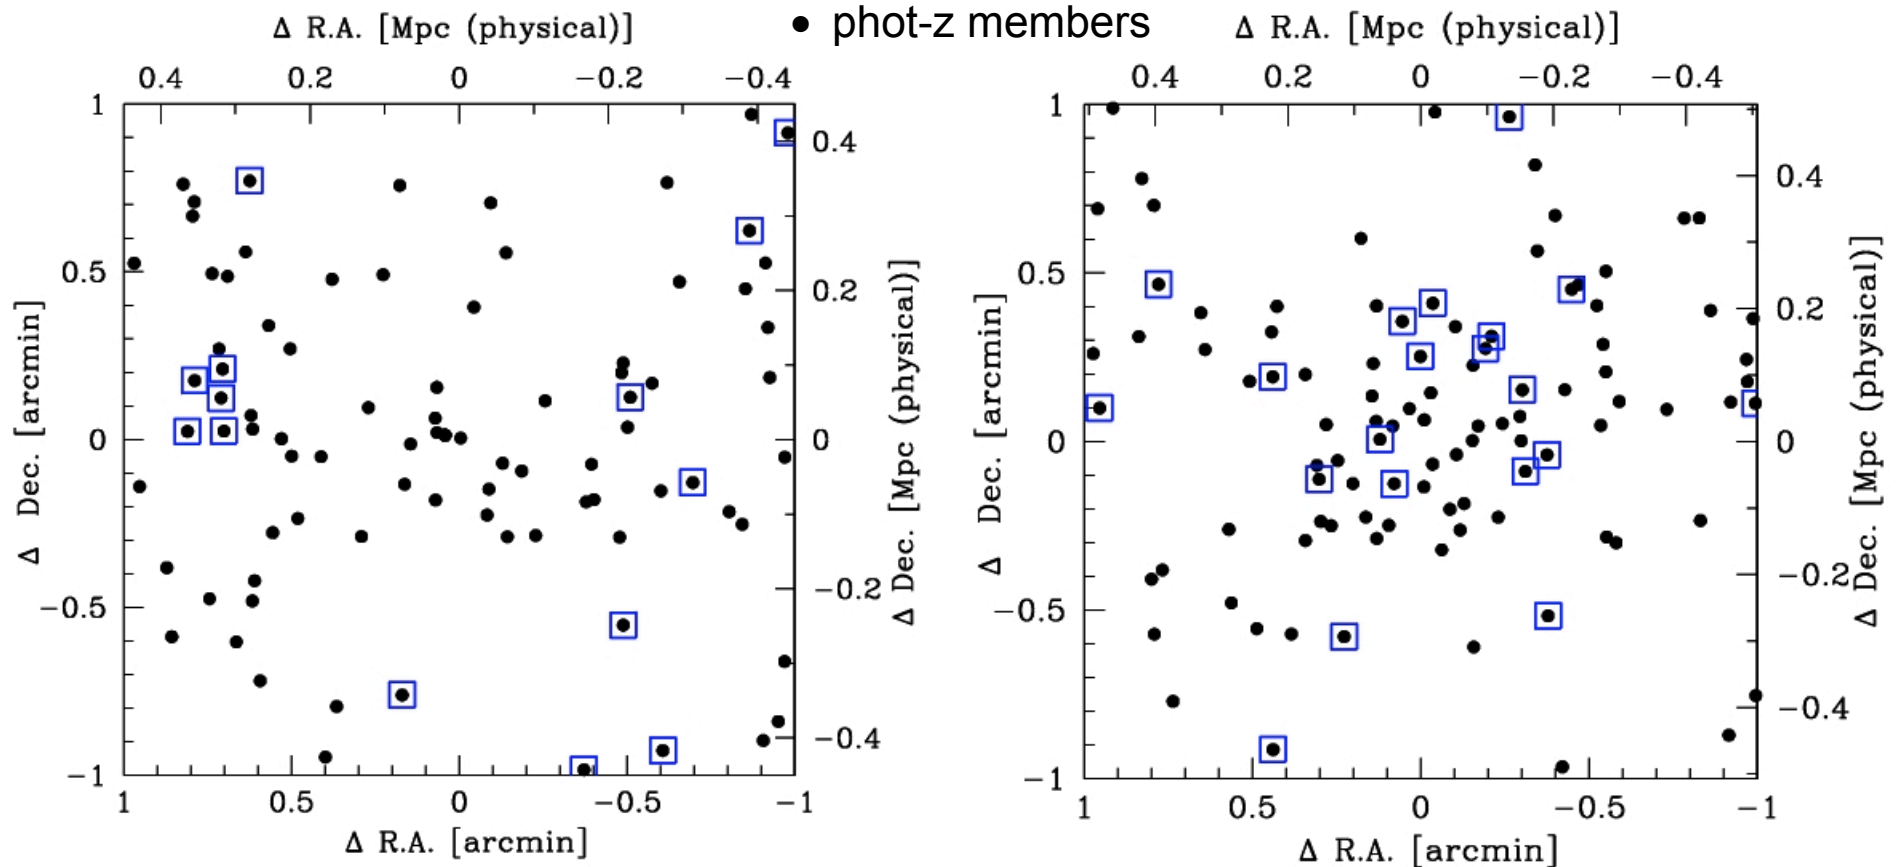 Δ R.A. [Mpc (physical)]
● phot-z members
Δ R.A. [Mpc (physical)]
0.4 0.2 0 −0.2 −0.4
0.4 0.2 0 −0.2 −0.4
1
0.5
0
−0.5
−1
Δ Dec. [arcmin]
0.4
0.2
0
−0.2
−0.4
Δ Dec. [Mpc (physical)]
1 0.5 0 −0.5 −1
Δ R.A. [arcmin]
1
0.5
0
−0.5
−1
Δ Dec. [arcmin]
0.4
0.2
0
−0.2
−0.4
Δ Dec. [Mpc (physical)]
1 0.5 0 −0.5 −1
Δ R.A. [arcmin]